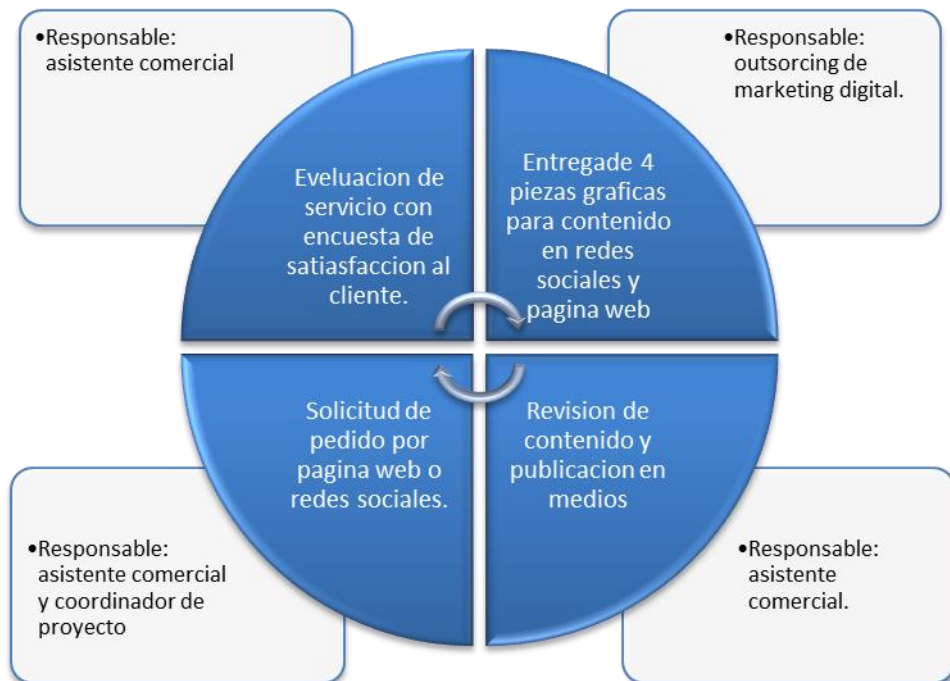 •Responsable:
asistente comercial
•Responsable:
outsorcing de
marketing digital.
Eveluacion de
servicio con
encuesta de
satiasfaccion al
cliente.
Entregade 4
piezas graficas
para contenido
en redes
sociales y
pagina web
Solicitud de
pedido por
pagina web o
redes sociales.
Revision de
contenido y
publicacion en
medios
•Responsable:
asistente comercial
y coordinador de
proyecto
•Responsable:
asistente
comercial.